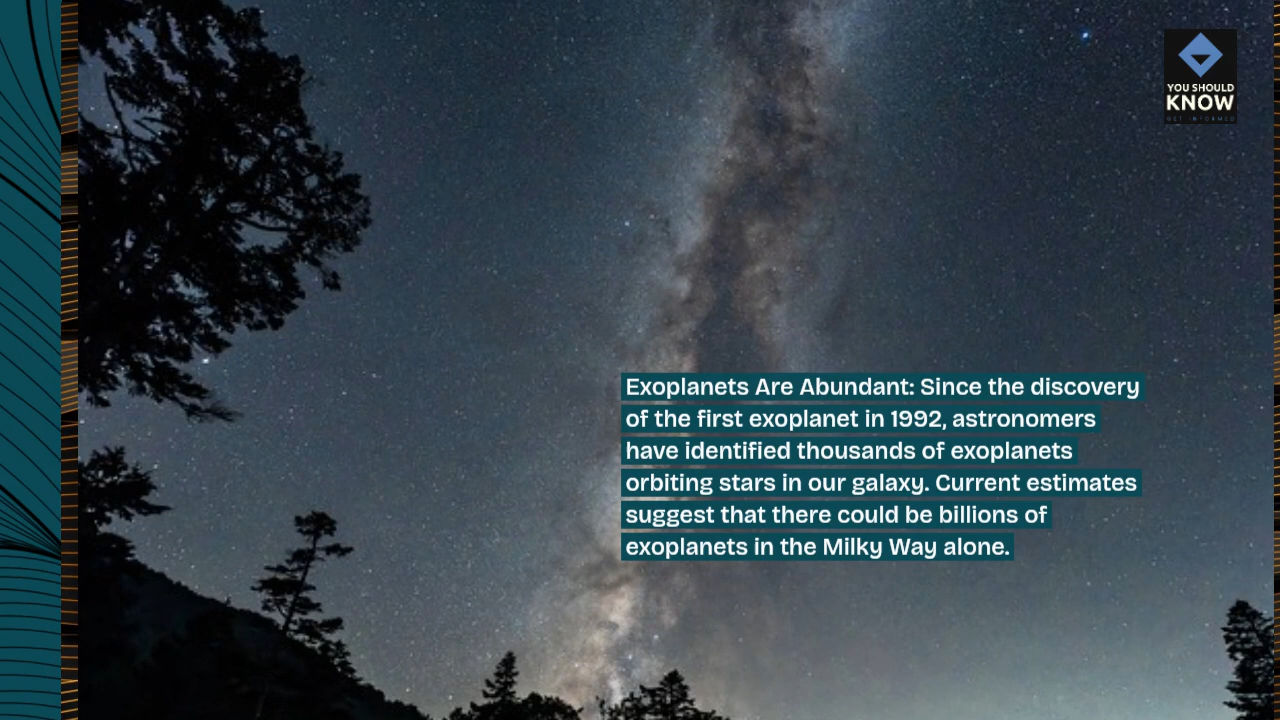 YOU SHOULD
KNOW
GET INFORMED
Exoplanets Are Abundant: Since the discovery
of the first exoplanet in 1992, astronomers
have identified thousands of exoplanets
orbiting stars in our galaxy. Current estimates
suggest that there could be billions of
exoplanets in the Milky Way alone.